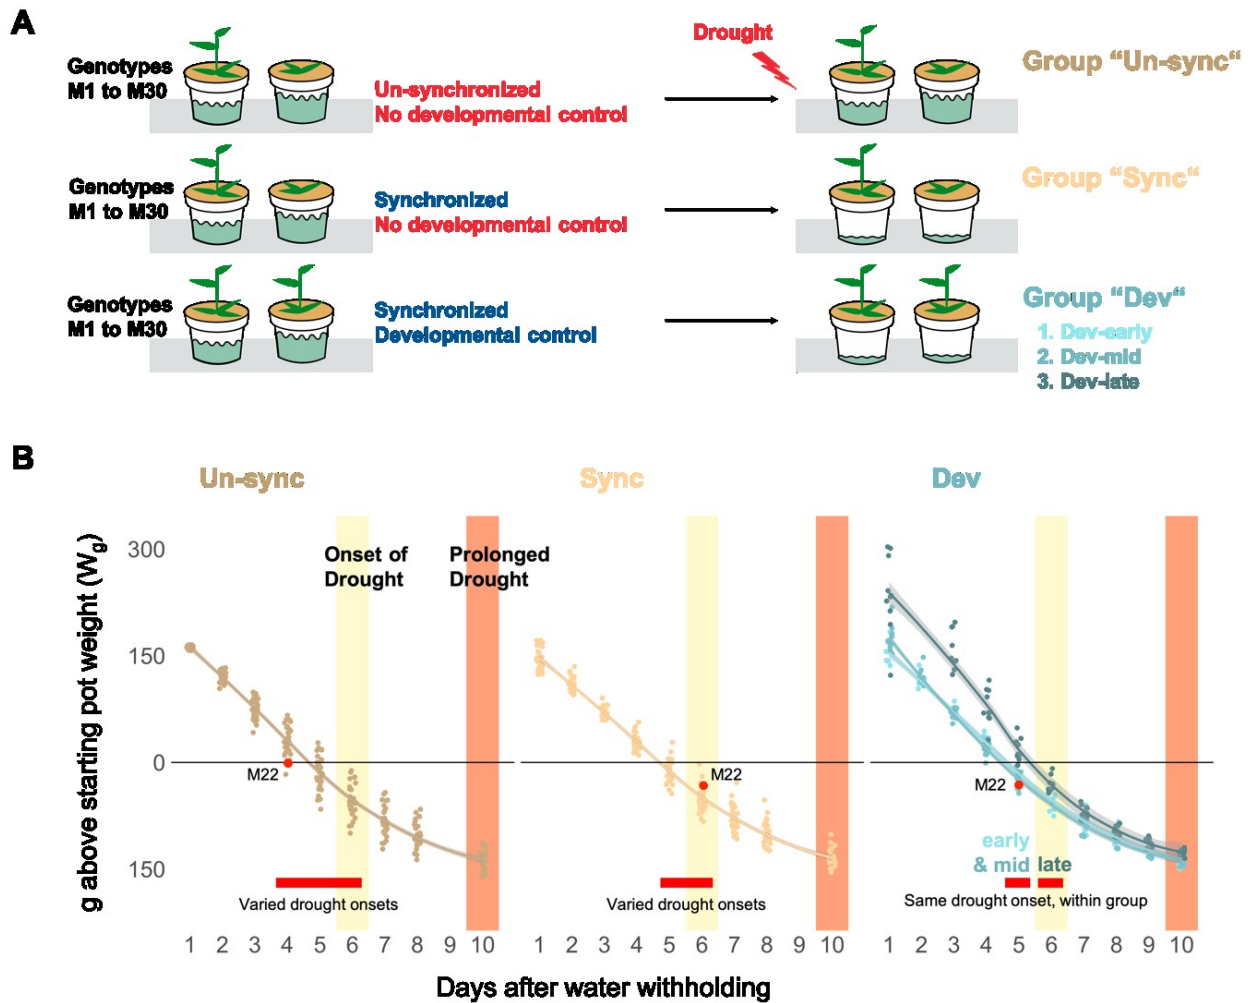 A
Genotypes
M1 to M30
Un-synchronized
No developmental control
Drought
Group “Un-sync“
Genotypes
M1 to M30
Synchronized
No developmental control
Group “Sync“
Genotypes
M1 to M30
Synchronized
Developmental control
Group “Dev“
1. Dev-early
2. Dev-mid
3. Dev-late
B
Un-sync
Sync
Dev
g above starting pot weight (Wg)
300
150
0
150
Onset of
Drought
Prolonged
Drought
M22
M22
M22
early
& mid
late
Varied drought onsets
Varied drought onsets
Same drought onset, within group
1 2 3 4 5 6 7 8 9 10
1 2 3 4 5 6 7 8 9 10
1 2 3 4 5 6 7 8 9 10
Days after water withholding